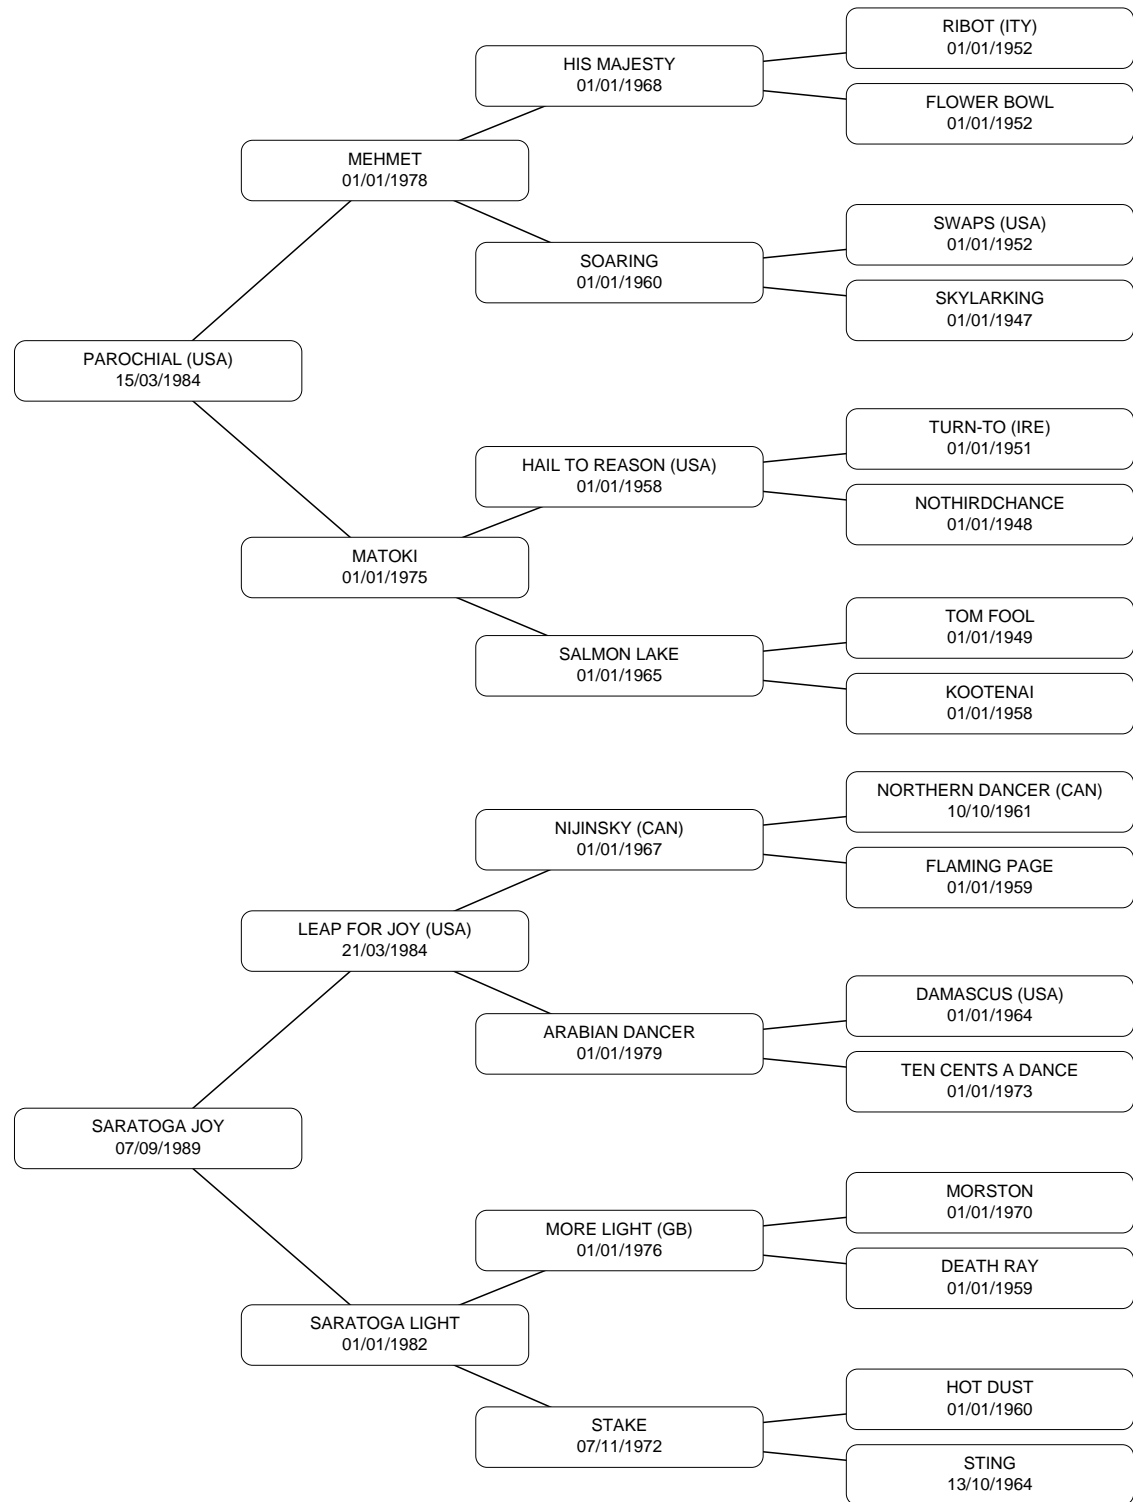 RIBOT (ITY)
01/01/1952
HIS MAJESTY
01/01/1968
FLOWER BOWL
01/01/1952
MEHMET
01/01/1978
SWAPS (USA)
01/01/1952
SOARING
01/01/1960
SKYLARKING
01/01/1947
PAROCHIAL (USA)
15/03/1984
TURN-TO (IRE)
01/01/1951
HAIL TO REASON (USA)
01/01/1958
NOTHIRDCHANCE
01/01/1948
MATOKI
01/01/1975
TOM FOOL
01/01/1949
SALMON LAKE
01/01/1965
KOOTENAI
01/01/1958
NORTHERN DANCER (CAN)
10/10/1961
NIJINSKY (CAN)
01/01/1967
FLAMING PAGE
01/01/1959
LEAP FOR JOY (USA)
21/03/1984
DAMASCUS (USA)
01/01/1964
ARABIAN DANCER
01/01/1979
TEN CENTS A DANCE
01/01/1973
SARATOGA JOY
07/09/1989
MORSTON
01/01/1970
MORE LIGHT (GB)
01/01/1976
DEATH RAY
01/01/1959
SARATOGA LIGHT
01/01/1982
HOT DUST
01/01/1960
STAKE
07/11/1972
STING
13/10/1964